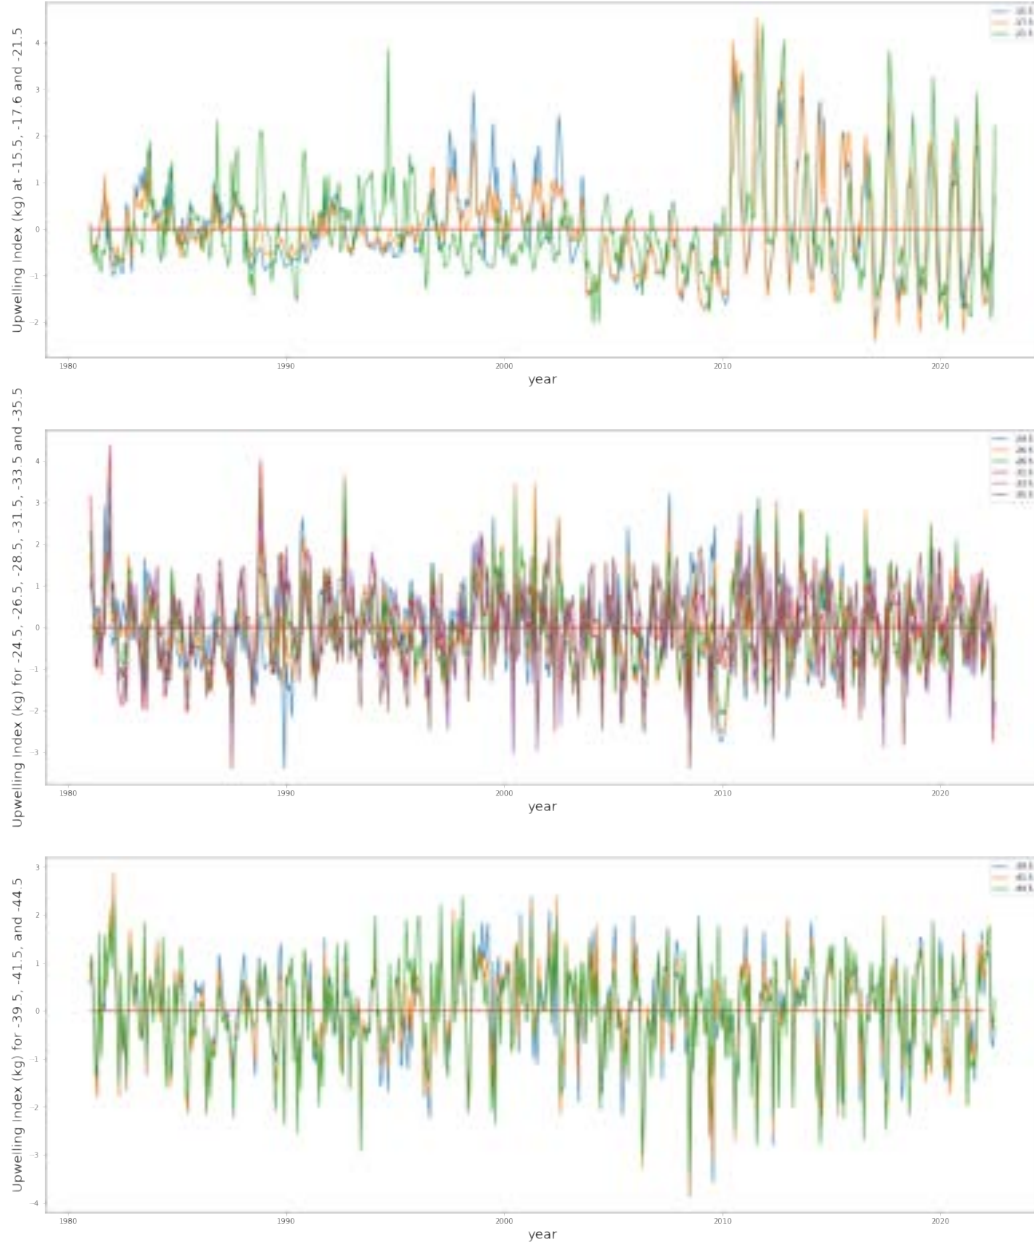 Upwelling Index (kg) at -15.5, -17.6 and -21.5
4
3
2
1
0
−1
−2
1980 1990 2000 2010 2020
year
Upwelling Index (kg) for -24.5, -26.5, -28.5, -31.5, -33.5 and -35.5
4
3
2
1
0
−1
−2
−3
1980 1990 2000 2010 2020
year
Upwelling Index (kg) for -39.5, -41.5, and -44.5
3
2
1
0
−1
−2
−3
−4
1980 1990 2000 2010 2020
year